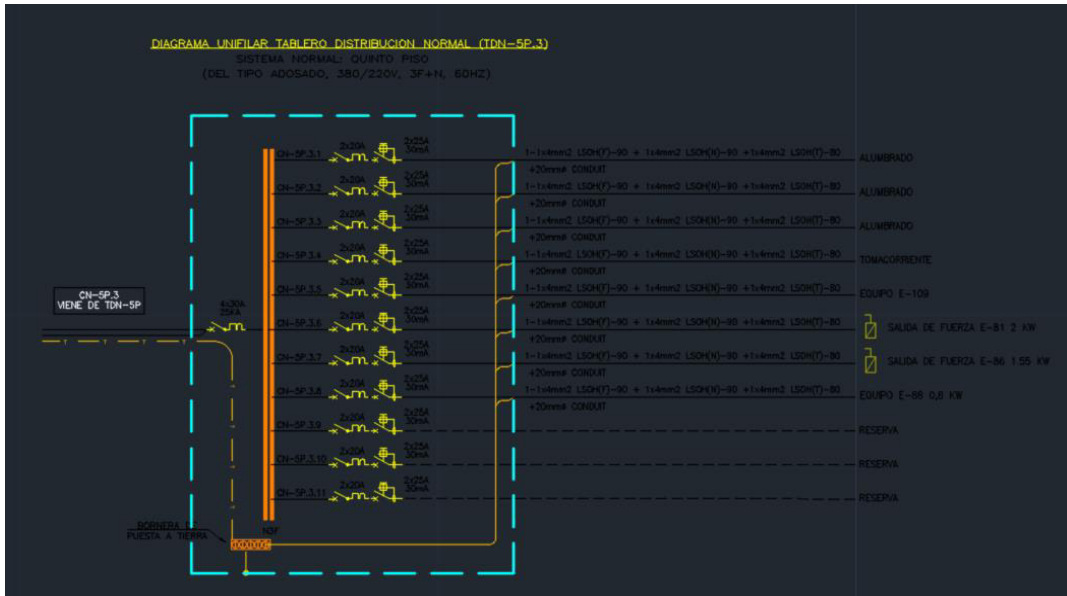 DIAGRAMA UNIFILAR TABLERO DISTRIBUCION NORMAL (TDN-5P.3)
SISTEMA NORMAL: QUINTO PISO
(DEL TIPO ADOSADO, 380/220V, 3F+N, 60HZ)
CN-5P.3.1 2x20A 2x25A 30mA 1-1x4mm2 LSOH(F)-90 + 1x4mm2 LSOH(N)-90 +1x4mm2 LSOH(T)-80 ALUMBRADO
+20mmø CONDUIT
CN-5P.3.2 2x20A 2x25A 30mA 1-1x4mm2 LSOH(F)-90 + 1x4mm2 LSOH(N)-90 +1x4mm2 LSOH(T)-80 ALUMBRADO
+20mmø CONDUIT
CN-5P.3.3 2x20A 2x25A 30mA 1-1x4mm2 LSOH(F)-90 + 1x4mm2 LSOH(N)-90 +1x4mm2 LSOH(T)-80 ALUMBRADO
+20mmø CONDUIT
CN-5P.3.4 2x20A 2x25A 30mA 1-1x4mm2 LSOH(F)-90 + 1x4mm2 LSOH(N)-90 +1x4mm2 LSOH(T)-80 TOMACORRIENTE
+20mmø CONDUIT
CN-5P.3.5 2x20A 2x25A 30mA 1-1x4mm2 LSOH(F)-90 + 1x4mm2 LSOH(N)-90 +1x4mm2 LSOH(T)-80 EQUIPO E-109
+20mmø CONDUIT
CN-5P.3
VIENE DE TDN-5P
4x30A
25KA
CN-5P.3.6 2x20A 2x25A 30mA 1-1x4mm2 LSOH(F)-90 + 1x4mm2 LSOH(N)-90 +1x4mm2 LSOH(T)-80 SALIDA DE FUERZA E-81 2 KW
+20mmø CONDUIT
CN-5P.3.7 2x20A 2x25A 30mA 1-1x4mm2 LSOH(F)-90 + 1x4mm2 LSOH(N)-90 +1x4mm2 LSOH(T)-80 SALIDA DE FUERZA E-86 1.55 KW
+20mmø CONDUIT
CN-5P.3.8 2x20A 2x25A 30mA 1-1x4mm2 LSOH(F)-90 + 1x4mm2 LSOH(N)-90 +1x4mm2 LSOH(T)-80 EQUIPO E-88 0,6 KW
+20mmø CONDUIT
CN-5P.3.9 2x20A 2x25A 30mA RESERVA
CN-5P.3.10 2x20A 2x25A 30mA RESERVA
CN-5P.3.11 2x20A 2x25A 30mA RESERVA
T T T T
BORNERA DE
PUESTA A TIERRA
N3F